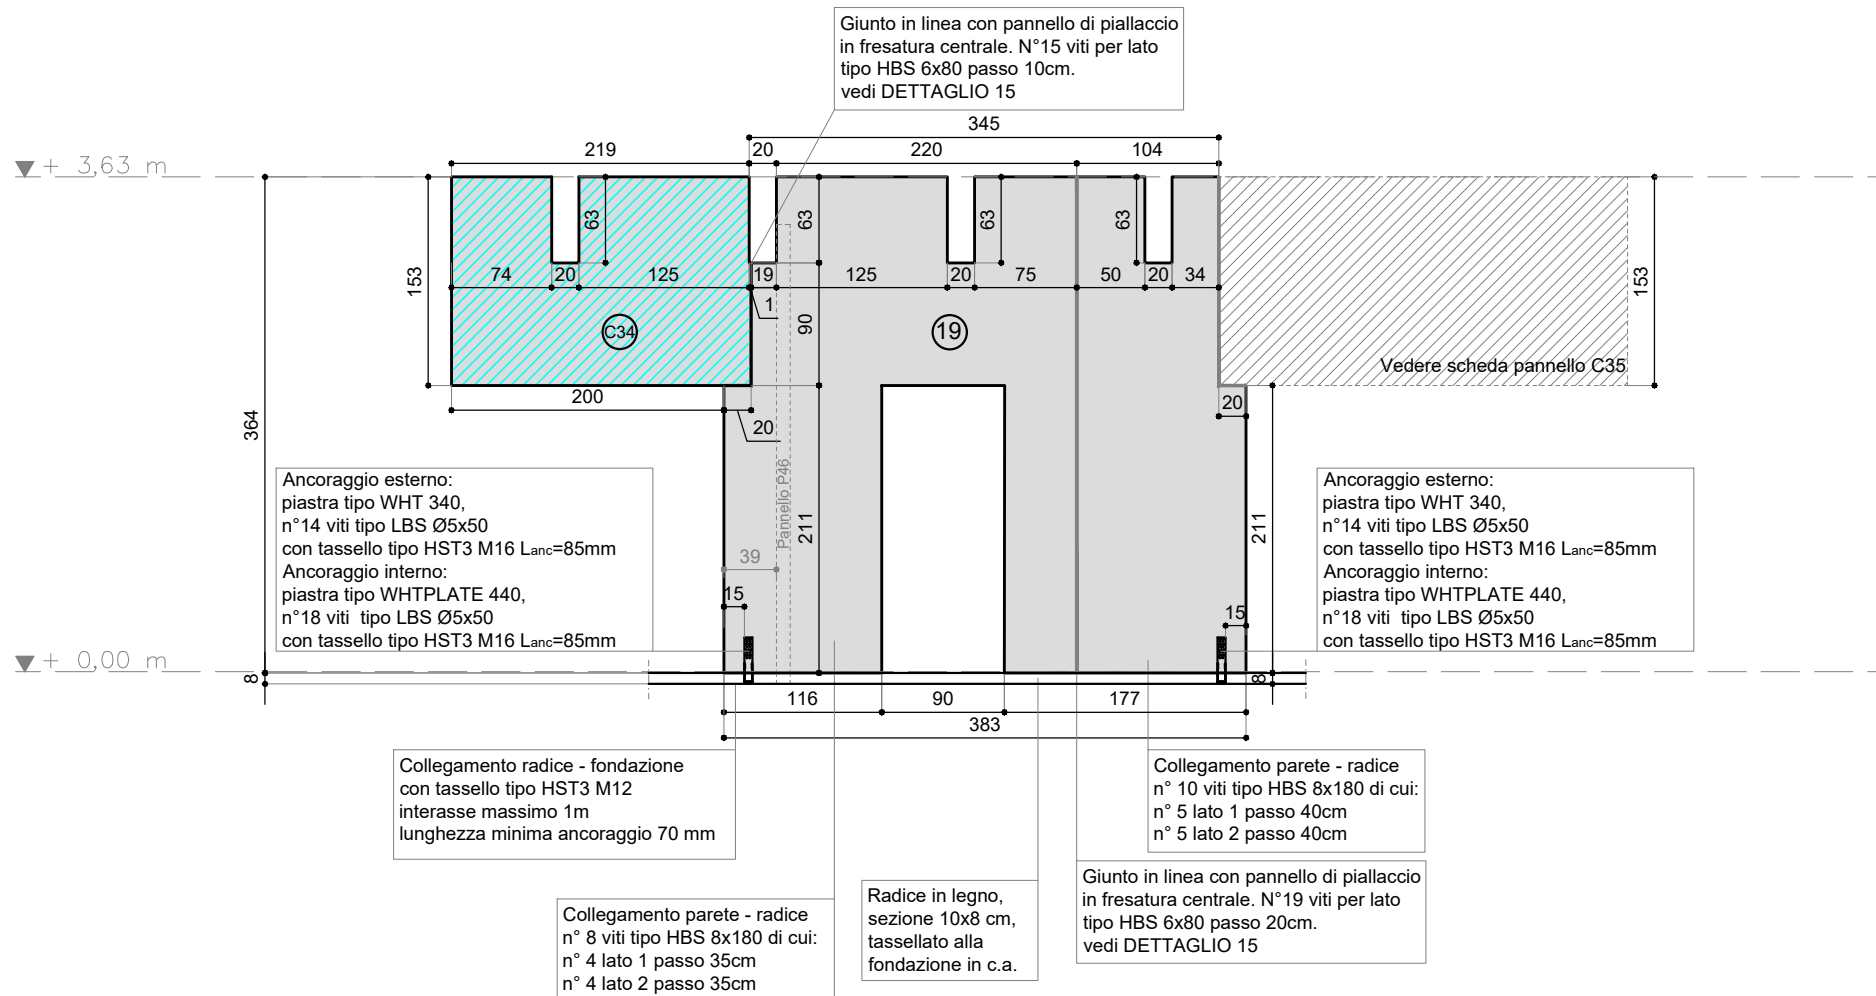 Giunto in linea con pannello di piallaccio
in fresatura centrale. N°15 viti per lato
tipo HBS 6x80 passo 10cm.
vedi DETTAGLIO 15
345
219
20
220
104
+ 3,63 m
63
63
63
63
153
153
74
20
125
19
125
20
75
50
20
34
1
90
C34
19
Vedere scheda pannello C35
200
20
20
364
Pannello P46
211
211
39
15
15
Ancoraggio esterno:
piastra tipo WHT 340,
n°14 viti tipo LBS Ø5x50
con tassello tipo HST3 M16 Lanc=85mm
Ancoraggio interno:
piastra tipo WHTPLATE 440,
n°18 viti  tipo LBS Ø5x50
con tassello tipo HST3 M16 Lanc=85mm
Ancoraggio esterno:
piastra tipo WHT 340,
n°14 viti tipo LBS Ø5x50
con tassello tipo HST3 M16 Lanc=85mm
Ancoraggio interno:
piastra tipo WHTPLATE 440,
n°18 viti  tipo LBS Ø5x50
con tassello tipo HST3 M16 Lanc=85mm
+ 0,00 m
8
8
116
90
177
383
Collegamento radice - fondazione
con tassello tipo HST3 M12
interasse massimo 1m
lunghezza minima ancoraggio 70 mm
Collegamento parete - radice
n° 10 viti tipo HBS 8x180 di cui:
n° 5 lato 1 passo 40cm
n° 5 lato 2 passo 40cm
Collegamento parete - radice
n° 8 viti tipo HBS 8x180 di cui:
n° 4 lato 1 passo 35cm
n° 4 lato 2 passo 35cm
Radice in legno,
sezione 10x8 cm,
tassellato alla
fondazione in c.a.
Giunto in linea con pannello di piallaccio
in fresatura centrale. N°19 viti per lato
tipo HBS 6x80 passo 20cm.
vedi DETTAGLIO 15